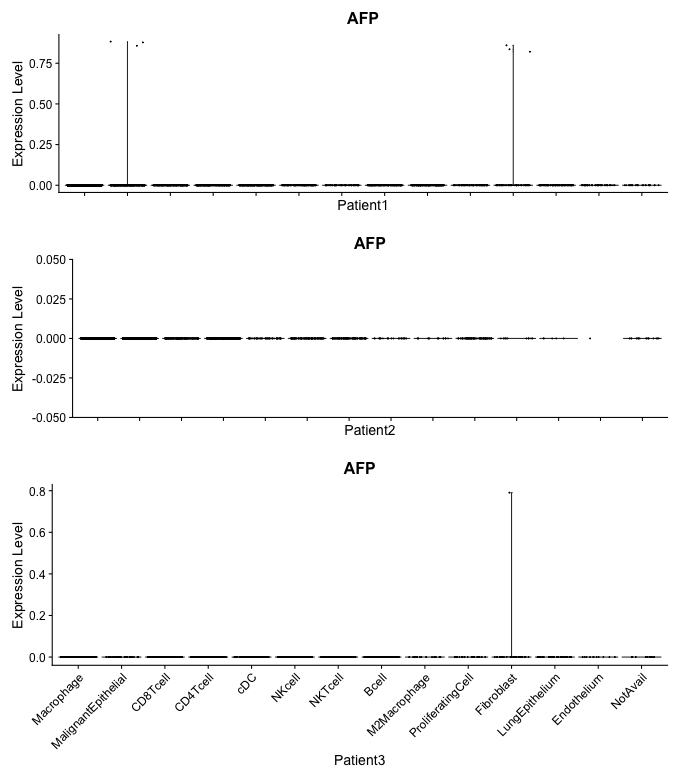 AFP
Expression Level
0.75
0.50
0.25
0.00
Patient1
AFP
Expression Level
0.050
0.025
0.000
-0.025
-0.050
Patient2
AFP
Expression Level
0.8
0.6
0.4
0.2
0.0
Macrophage
MalignantEpithelial
CD8Tcell
CD4Tcell
cDC
NKcell
NKTcell
Bcell
M2Macrophage
ProliferatingCell
Fibroblast
LungEpithelium
Endothelium
NotAvail
Patient3